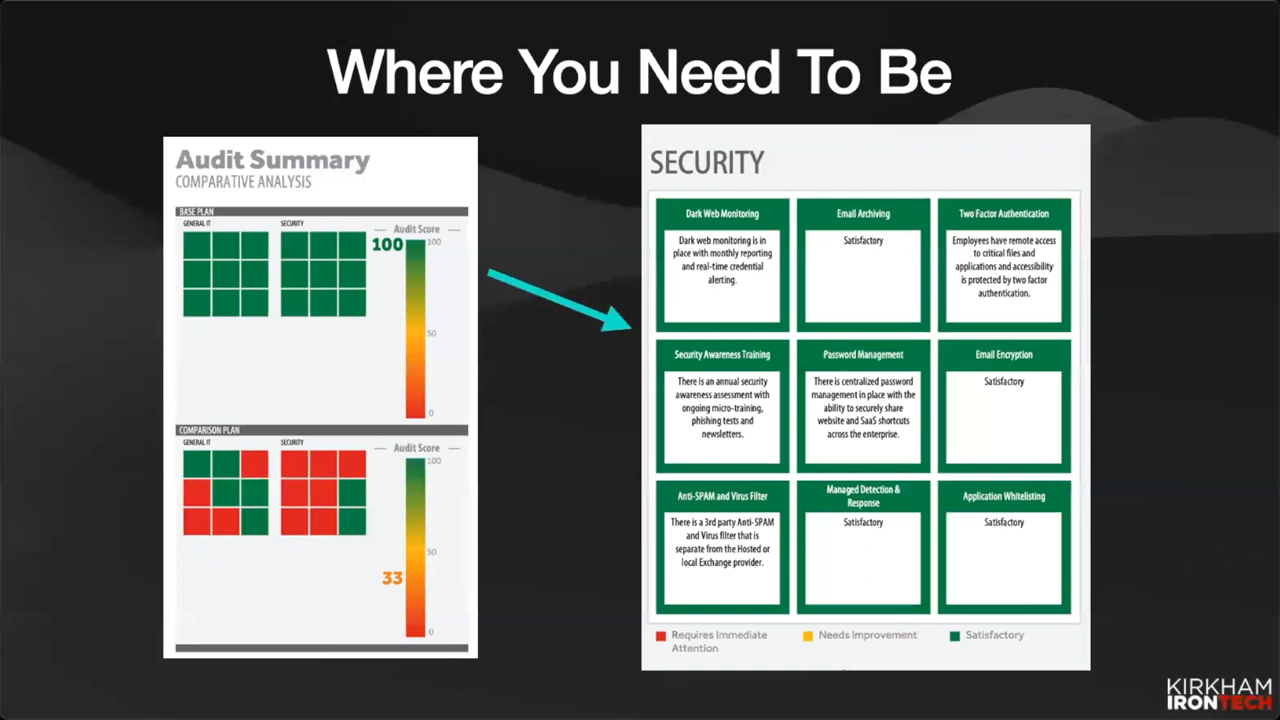 Where You Need To Be
Audit Summary
COMPARATIVE ANALYSIS
BASE PLAN
GENERAL IT
SECURITY
Audit Score
100
100
50
0
COMPARISON PLAN
GENERAL IT
SECURITY
Audit Score
100
50
33
0
SECURITY
Dark Web Monitoring
Dark web monitoring is in
place with monthly reporting
and real-time credential
alerting.
Email Archiving
Satisfactory
Two Factor Authentication
Employees have remote access
to critical files and
applications and accessibility
is protected by two factor
authentication.
Security Awareness Training
There is an annual security
awareness assessment with
ongoing micro-training,
phishing tests and
newsletters.
Password Management
There is centralized password
management in place with the
ability to securely share
website and SaaS shortcuts
across the enterprise.
Email Encryption
Satisfactory
Anti-SPAM and Virus Filter
There is a 3rd party Anti-SPAM
and Virus filter that is
separate from the Hosted or
local Exchange provider.
Managed Detection &
Response
Satisfactory
Application Whitelisting
Satisfactory
Requires Immediate
Attention
Needs Improvement
Satisfactory
KIRKHAM
IRONTECH